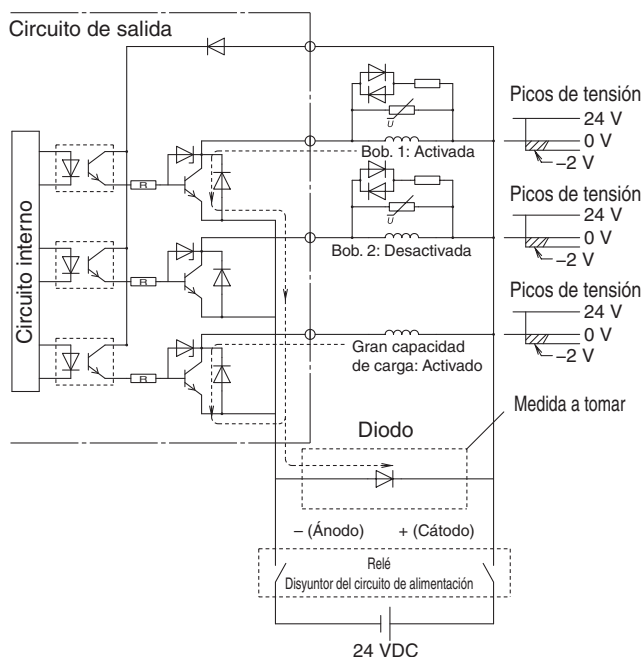 Circuito de salida
Circuito interno
R
R
R
U
Bob. 1: Activada
U
Bob. 2: Desactivada
Gran capacidad
de carga: Activado
Picos de tensión
24 V
0 V
–2 V
Picos de tensión
24 V
0 V
–2 V
Picos de tensión
24 V
0 V
–2 V
Medida a tomar
Diodo
– (Ánodo) + (Cátodo)
Relé
Disyuntor del circuito de alimentación
24 VDC